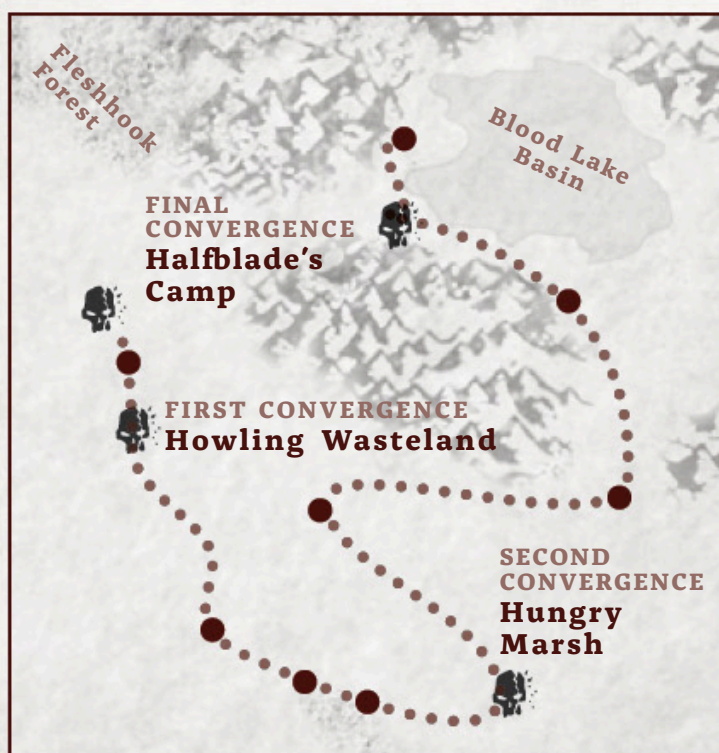 Fleshhook
Forest
Blood Lake
Basin
FINAL
CONVERGENCE
Halfblade's
Camp
FIRST CONVERGENCE
Howling Wasteland
SECOND
CONVERGENCE
Hungry
Marsh